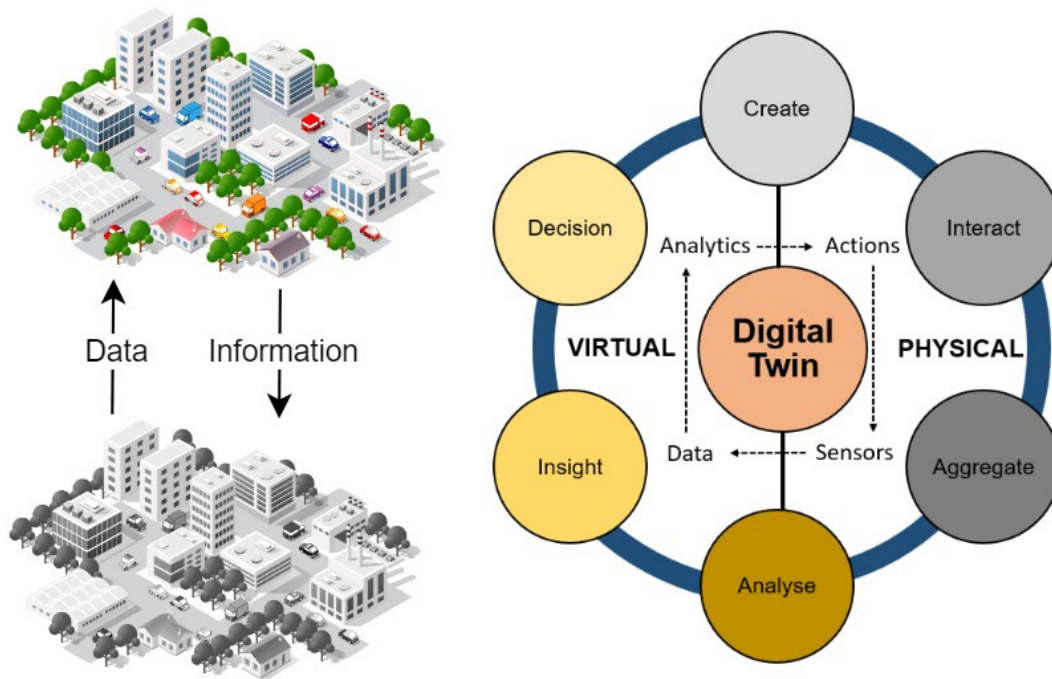 Data
Information
Create
Decision
Interact
Analytics
Actions
VIRTUAL
Digital
Twin
PHYSICAL
Insight
Data
Sensors
Aggregate
Analyse